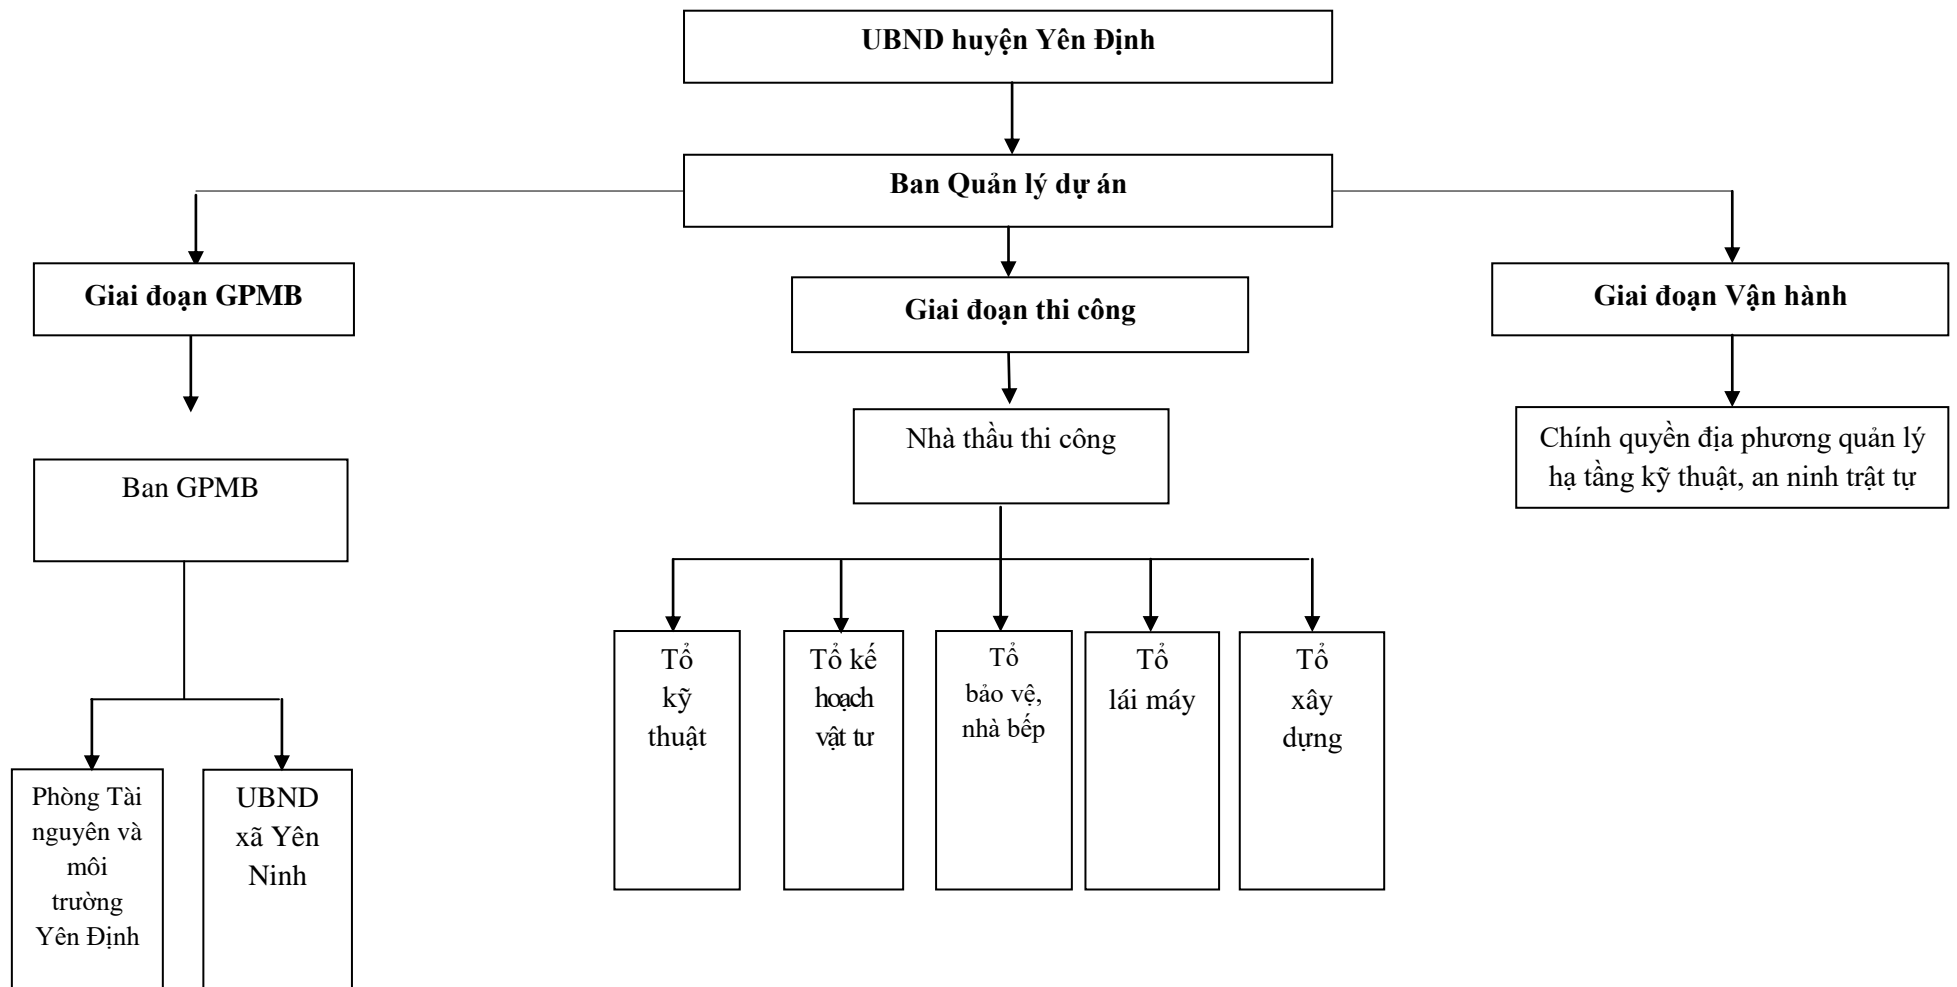 UBND huyện Yên Định
Ban Quản lý dự án
Giai đoạn GPMB
Giai đoạn thi công
Giai đoạn Vận hành
Ban GPMB
Nhà thầu thi công
Chính quyền địa phương quản lý
hạ tầng kỹ thuật, an ninh trật tự
Phòng Tài
nguyên và
môi
trường
Yên Định
UBND
xã Yên
Ninh
Tổ
kỹ
thuật
Tổ kế
hoạch
vật tư
Tổ
bảo vệ,
nhà bếp
Tổ
lái máy
Tổ
xây
dựng